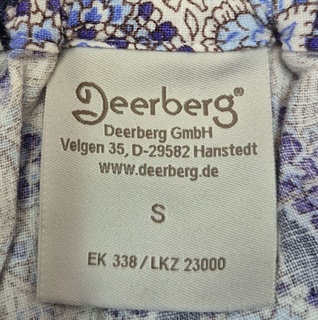 Deerberg®
Deerberg GmbH
Velgen 35, D-29582 Hanstedt
www.deerberg.de
S
EK 338 / LKZ 23000